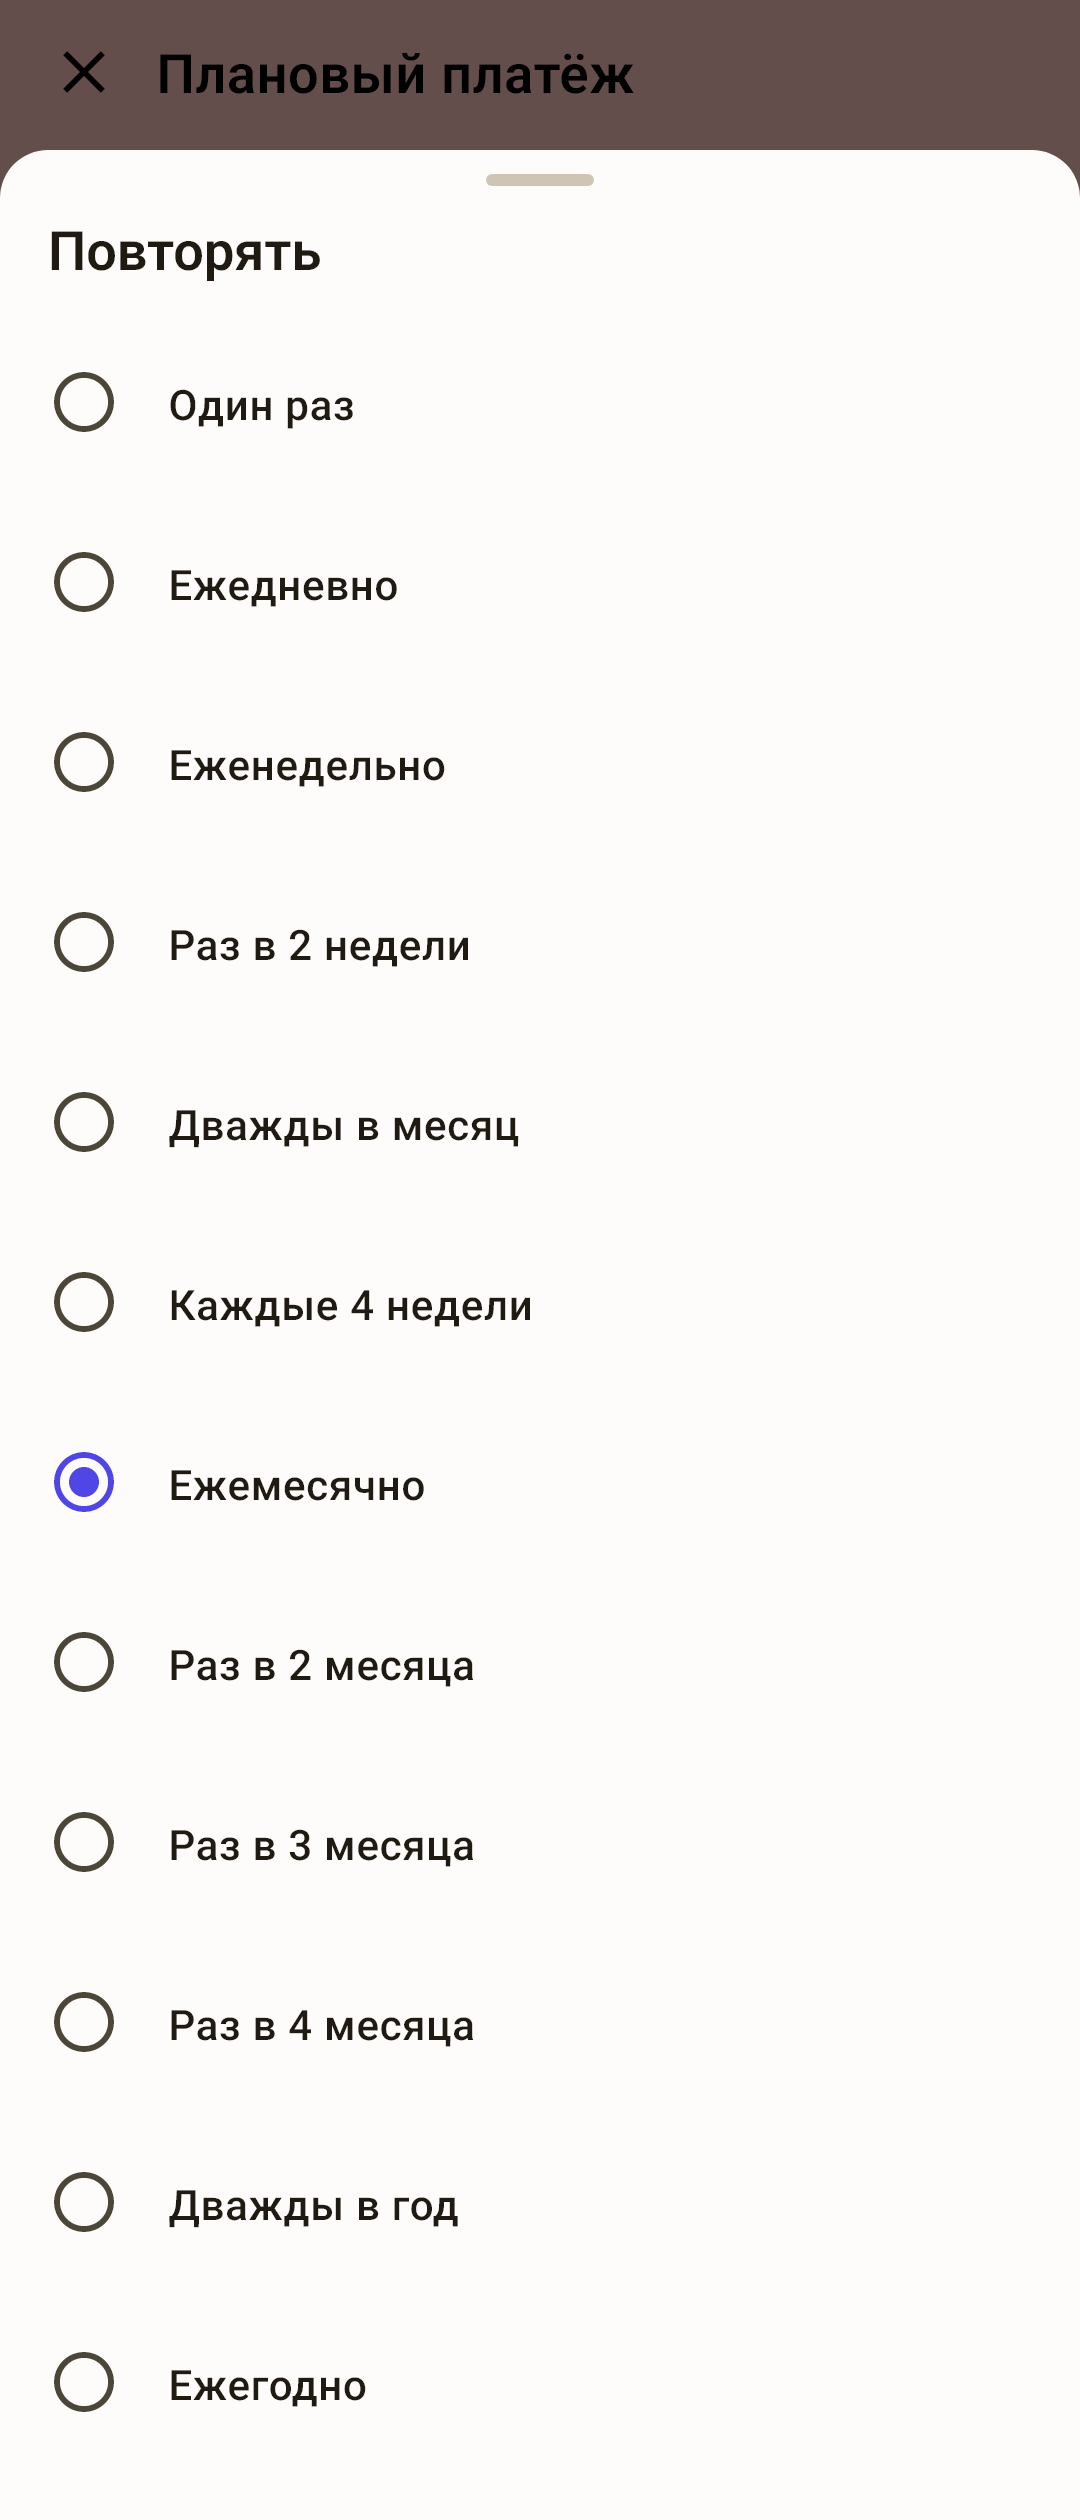 Плановый платёж
Повторять
Один раз
Ежедневно
Еженедельно
Раз в 2 недели
Дважды в месяц
Каждые 4 недели
Ежемесячно
Раз в 2 месяца
Раз в 3 месяца
Раз в 4 месяца
Дважды в год
Ежегодно